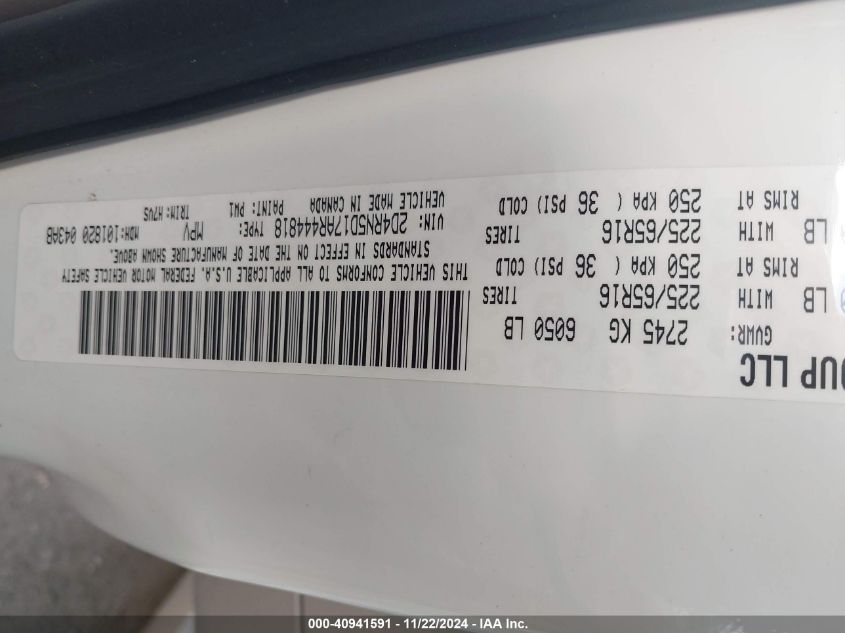 OUP LLC
GVWR: 2745 KG 6050 LB
LB WITH 225/65R16 TIRES
RIMS AT 250 KPA ( 36 PSI) COLD
LB WITH 225/65R16 TIRES
RIMS AT 250 KPA ( 36 PSI) COLD
THIS VEHICLE CONFORMS TO ALL APPLICABLE U.S.A. FEDERAL MOTOR VEHICLE SAFETY
STANDARDS IN EFFECT ON THE DATE OF MANUFACTURE SHOWN ABOVE.
VIN: 2D4RN5D17AR444818 TYPE: MPV MDH:101820 043AB
VEHICLE MADE IN CANADA PAINT: PW1 TRIM:H7VS
000-40941591 - 11/22/2024 - IAA Inc.